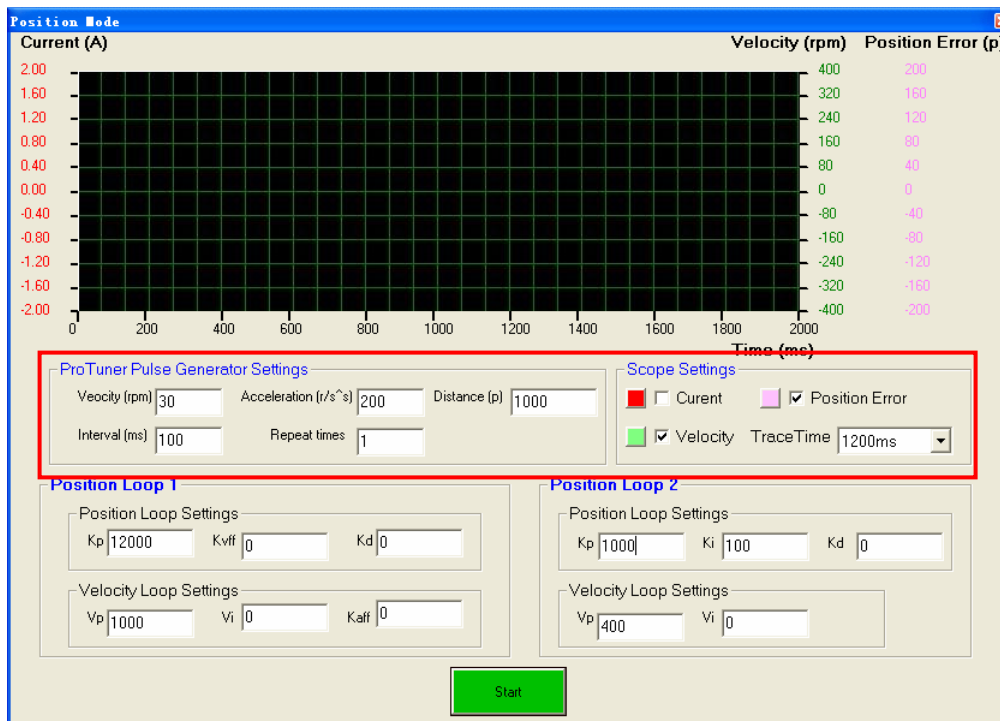 Position Mode
Current (A) Velocity (rpm) Position Error (p)
2.00 400 200
1.60 320 160
1.20 240 120
0.80 160 80
0.40 80 40
0.00 0 0
-0.40 -80 -40
-0.80 -160 -80
-1.20 -240 -120
-1.60 -320 -160
-2.00 -400 -200
0 200 400 600 800 1000 1200 1400 1600 1800 2000
Time (ms)
ProTuner Pulse Generator Settings Scope Settings
Veocity (rpm) 30 Acceleration (r/s^s) 200 Distance (p) 1000 Curent Position Error
Interval (ms) 100 Repeat times 1 Velocity TraceTime 1200ms
Position Loop 1 Position Loop 2
Position Loop Settings Position Loop Settings
Kp 12000 Kvff 0 Kd 0 Kp 1000 Ki 100 Kd 0
Velocity Loop Settings Velocity Loop Settings
Vp 1000 Vi 0 Kaff 0 Vp 400 Vi 0
Start